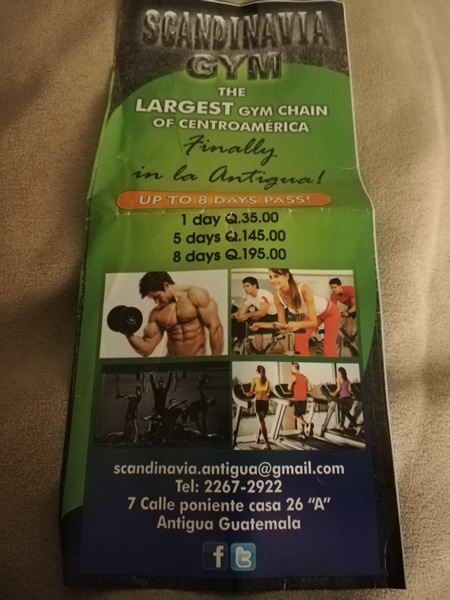 SCANDINAVIA
GYM
THE
LARGEST GYM CHAIN
OF CENTROAMÉRICA
Finally
in la Antigua!
UP TO 8 DAYS PASS!
1 day Q.35.00
5 days Q.145.00
8 days Q.195.00
scandinavia.antigua@gmail.com
Tel: 2267-2922
7 Calle poniente casa 26 “A”
Antigua Guatemala